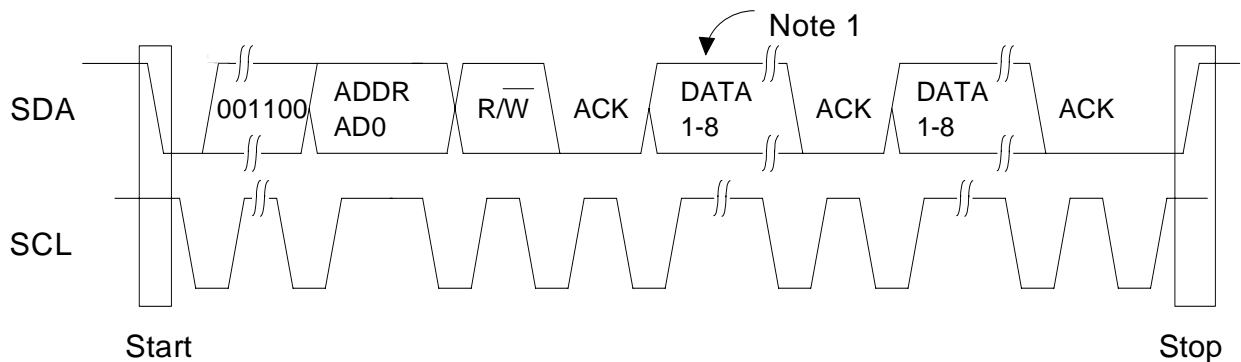 Note 1
SDA
001100
ADDR
AD0
R/W
ACK
DATA
1-8
ACK
DATA
1-8
ACK
SCL
Start
Stop